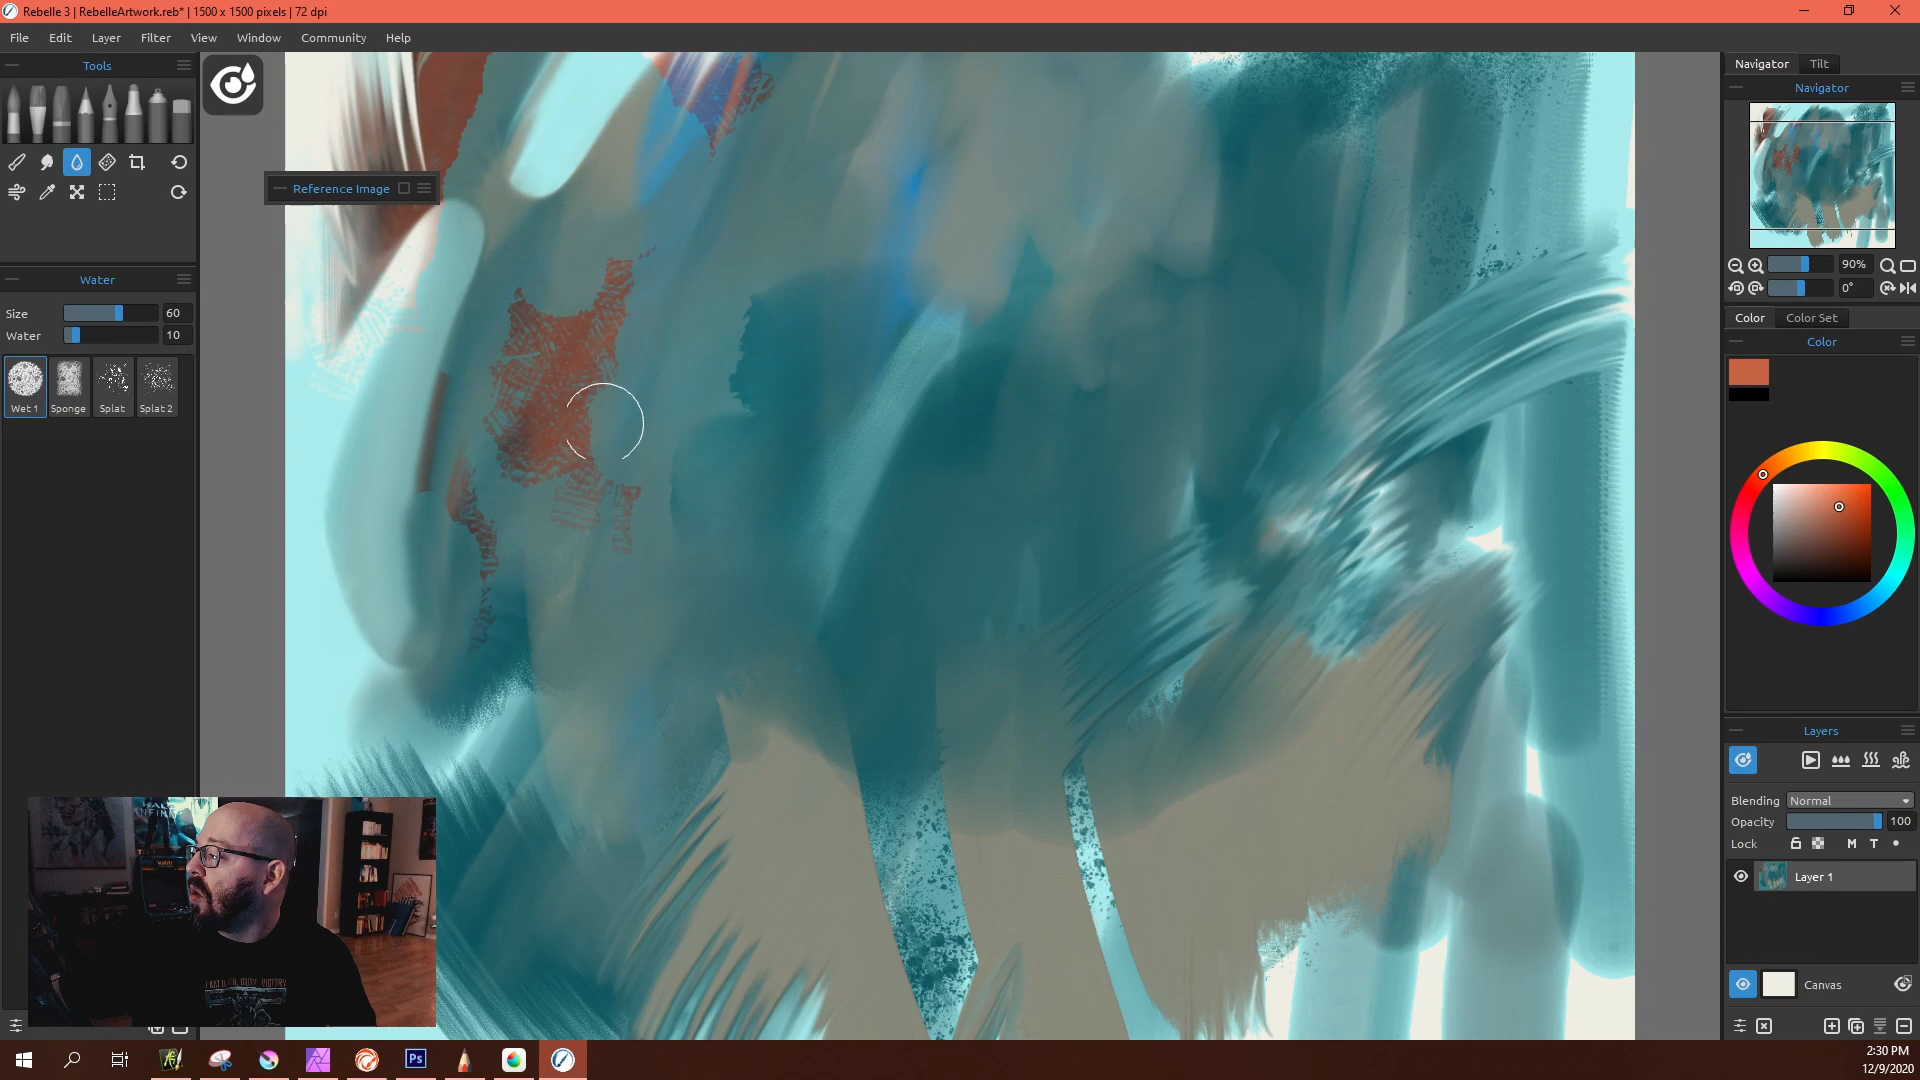 Rebelle 3 | RebelleArtwork.reb* | 1500 x 1500 pixels | 72 dpi
File Edit Layer Filter View Window Community Help
Tools
Reference Image
Water
Size 60
Water 10
Wet 1 Sponge Splat Splat 2
Navigator Tilt
Navigator
90%
0°
Color Color Set
Color
Layers
Blending Normal
Opacity 100
Lock M T
Layer 1
Canvas
Ps
2:30 PM
12/9/2020